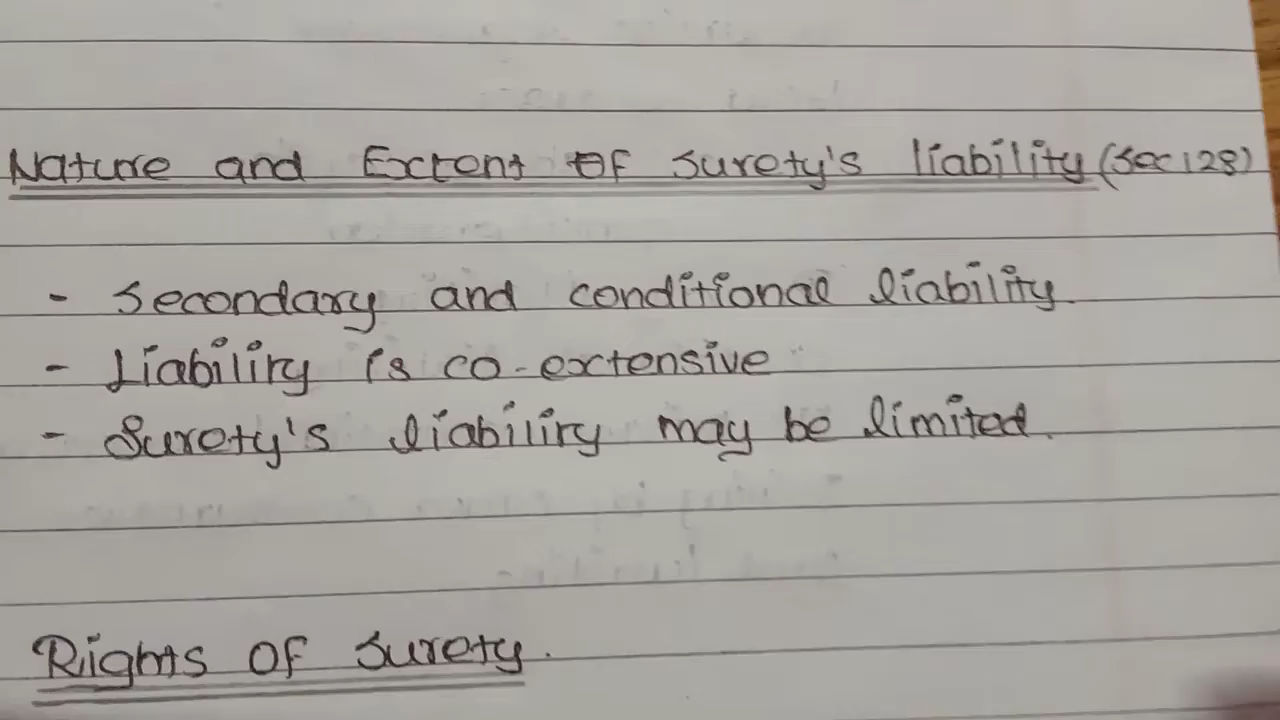 Nature and Extent of surety's liability (sec 128)
- Secondary and conditional liability.
- Liability is co-extensive
- Surety's liability may be limited.
Rights of surety.